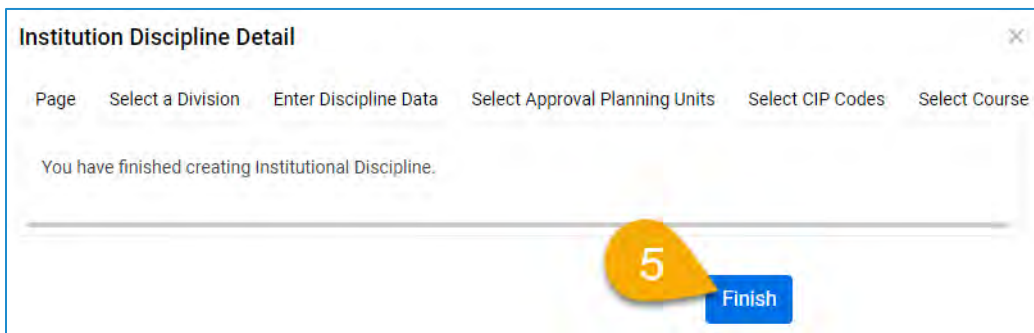 Institution Discipline Detail
Page Select a Division Enter Discipline Data Select Approval Planning Units Select CIP Codes Select Course
You have finished creating Institutional Discipline.
5
Finish